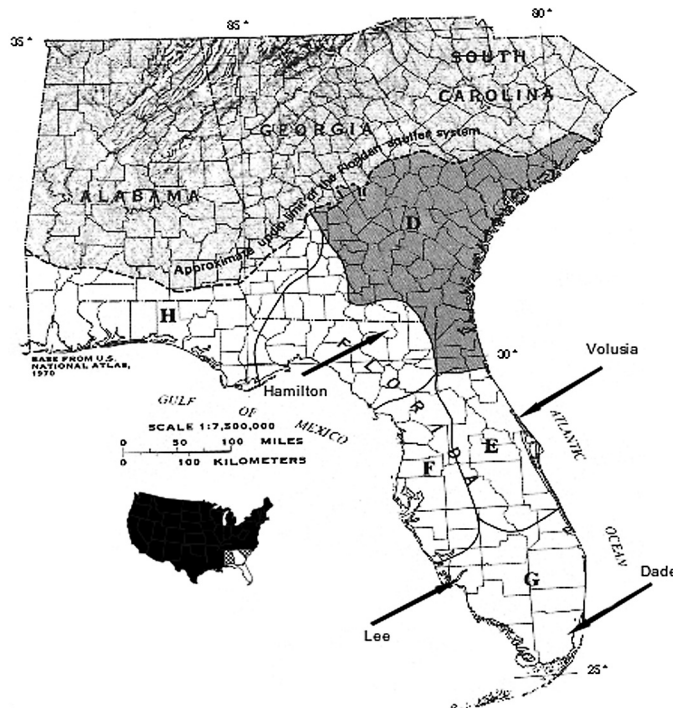 80°
85°
35°
SOUTH
CAROLINA
GEORGIA
Approximate updip limit of the Floridan aquifer system
ALABAMA
D
H
BASE FROM U.S.
NATIONAL ATLAS,
1970
30°
Volusia
Hamilton
FLORIDA
GULF
OF
MEXICO
SCALE 1:7,500,000
0 50 100 MILES
0 100 KILOMETERS
ATLANTIC
OCEAN
E
F
G
Dade
Lee
25°